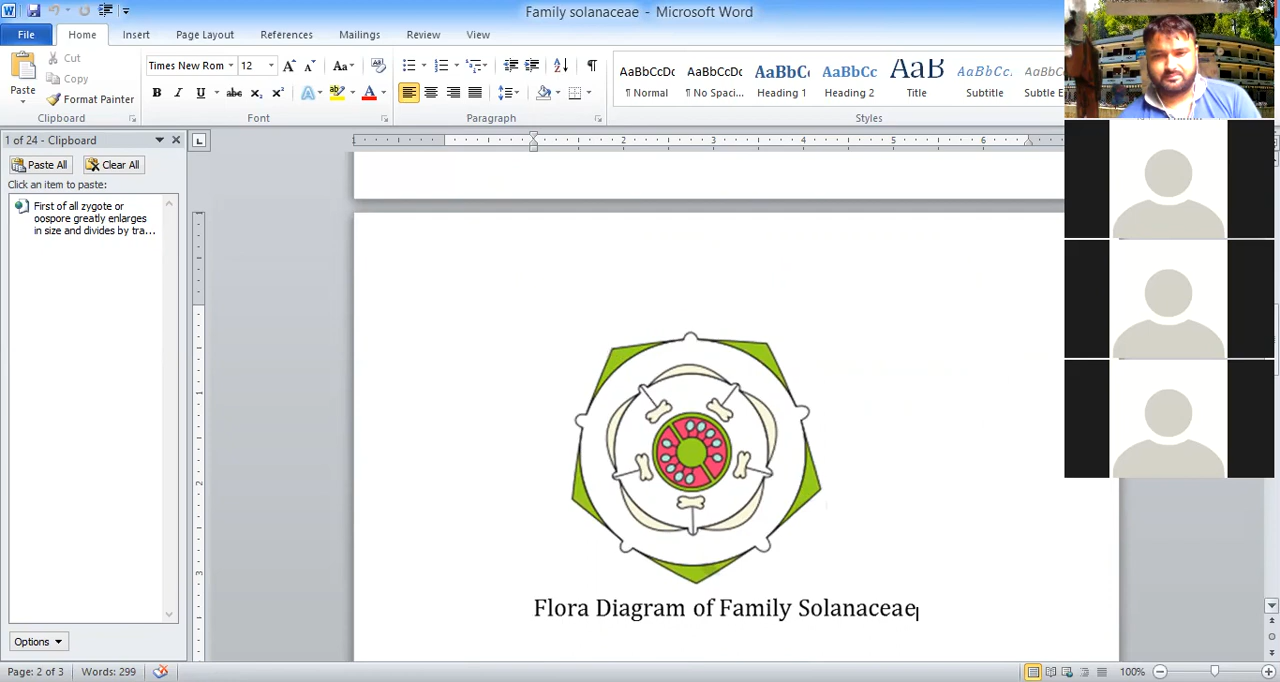 Family solanaceae - Microsoft Word
File Home Insert Page Layout References Mailings Review View
Cut
Copy
Paste
Format Painter
Clipboard
Times New Rom 12
Font
Paragraph
AaBbCcDc AaBbCcDc AaBbC( AaBbCc AaB AaBbCc. AaBbCc
¶ Normal ¶ No Spaci... Heading 1 Heading 2 Title Subtitle Subtle E
Styles
1 of 24 - Clipboard
Paste All Clear All
Click an item to paste:
First of all zygote or
oospore greatly enlarges
in size and divides by tra...
Options
Flora Diagram of Family Solanaceae
Page: 2 of 3 Words: 299
100%